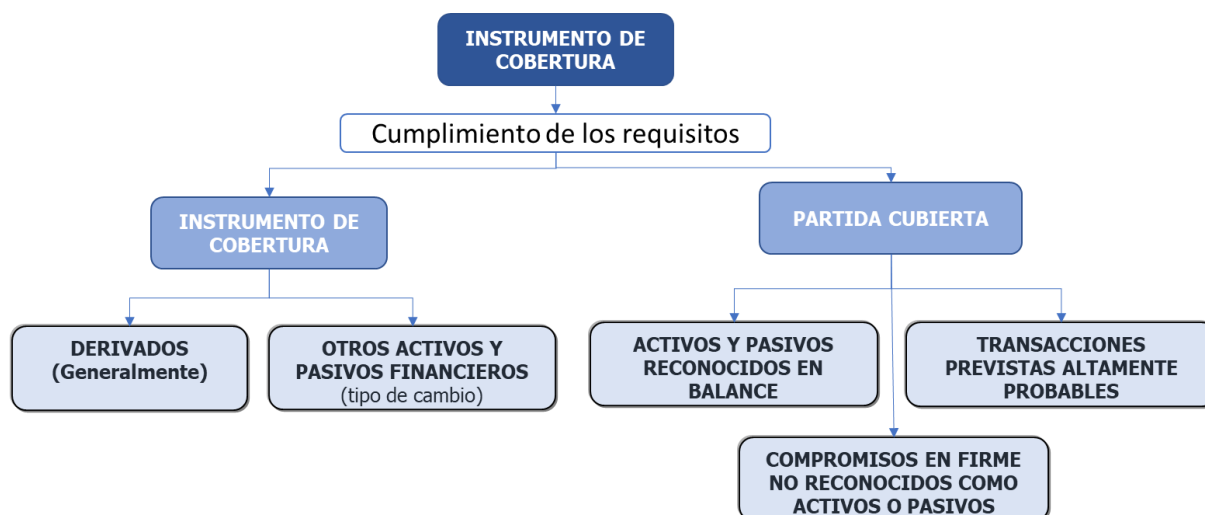 INSTRUMENTO DE
COBERTURA
Cumplimiento de los requisitos
INSTRUMENTO DE
COBERTURA
PARTIDA CUBIERTA
DERIVADOS
(Generalmente)
OTROS ACTIVOS Y
PASIVOS FINANCIEROS
(tipo de cambio)
ACTIVOS Y PASIVOS
RECONOCIDOS EN
BALANCE
TRANSACCIONES
PREVISTAS ALTAMENTE
PROBABLES
COMPROMISOS EN FIRME
NO RECONOCIDOS COMO
ACTIVOS O PASIVOS